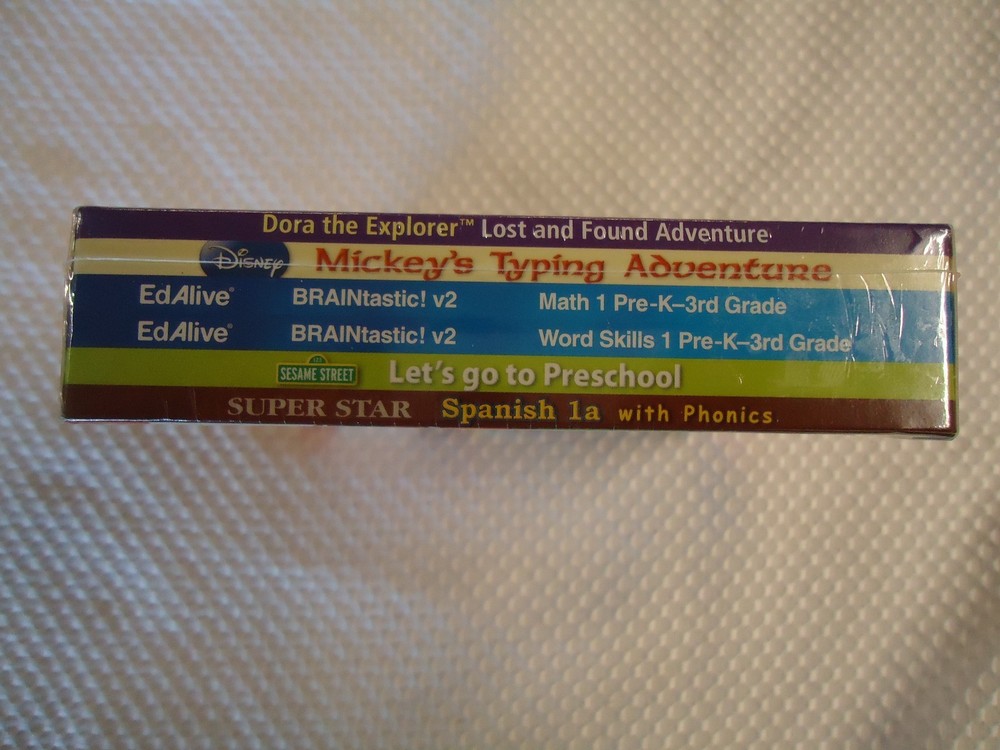 Dora the Explorer™ Lost and Found Adventure
Disney Mickey's Typing Adventure
EdAlive® BRAINtastic! v2 Math 1 Pre-K–3rd Grade
EdAlive® BRAINtastic! v2 Word Skills 1 Pre-K–3rd Grade
SESAME STREET Let's go to Preschool
SUPER STAR Spanish 1a with Phonics